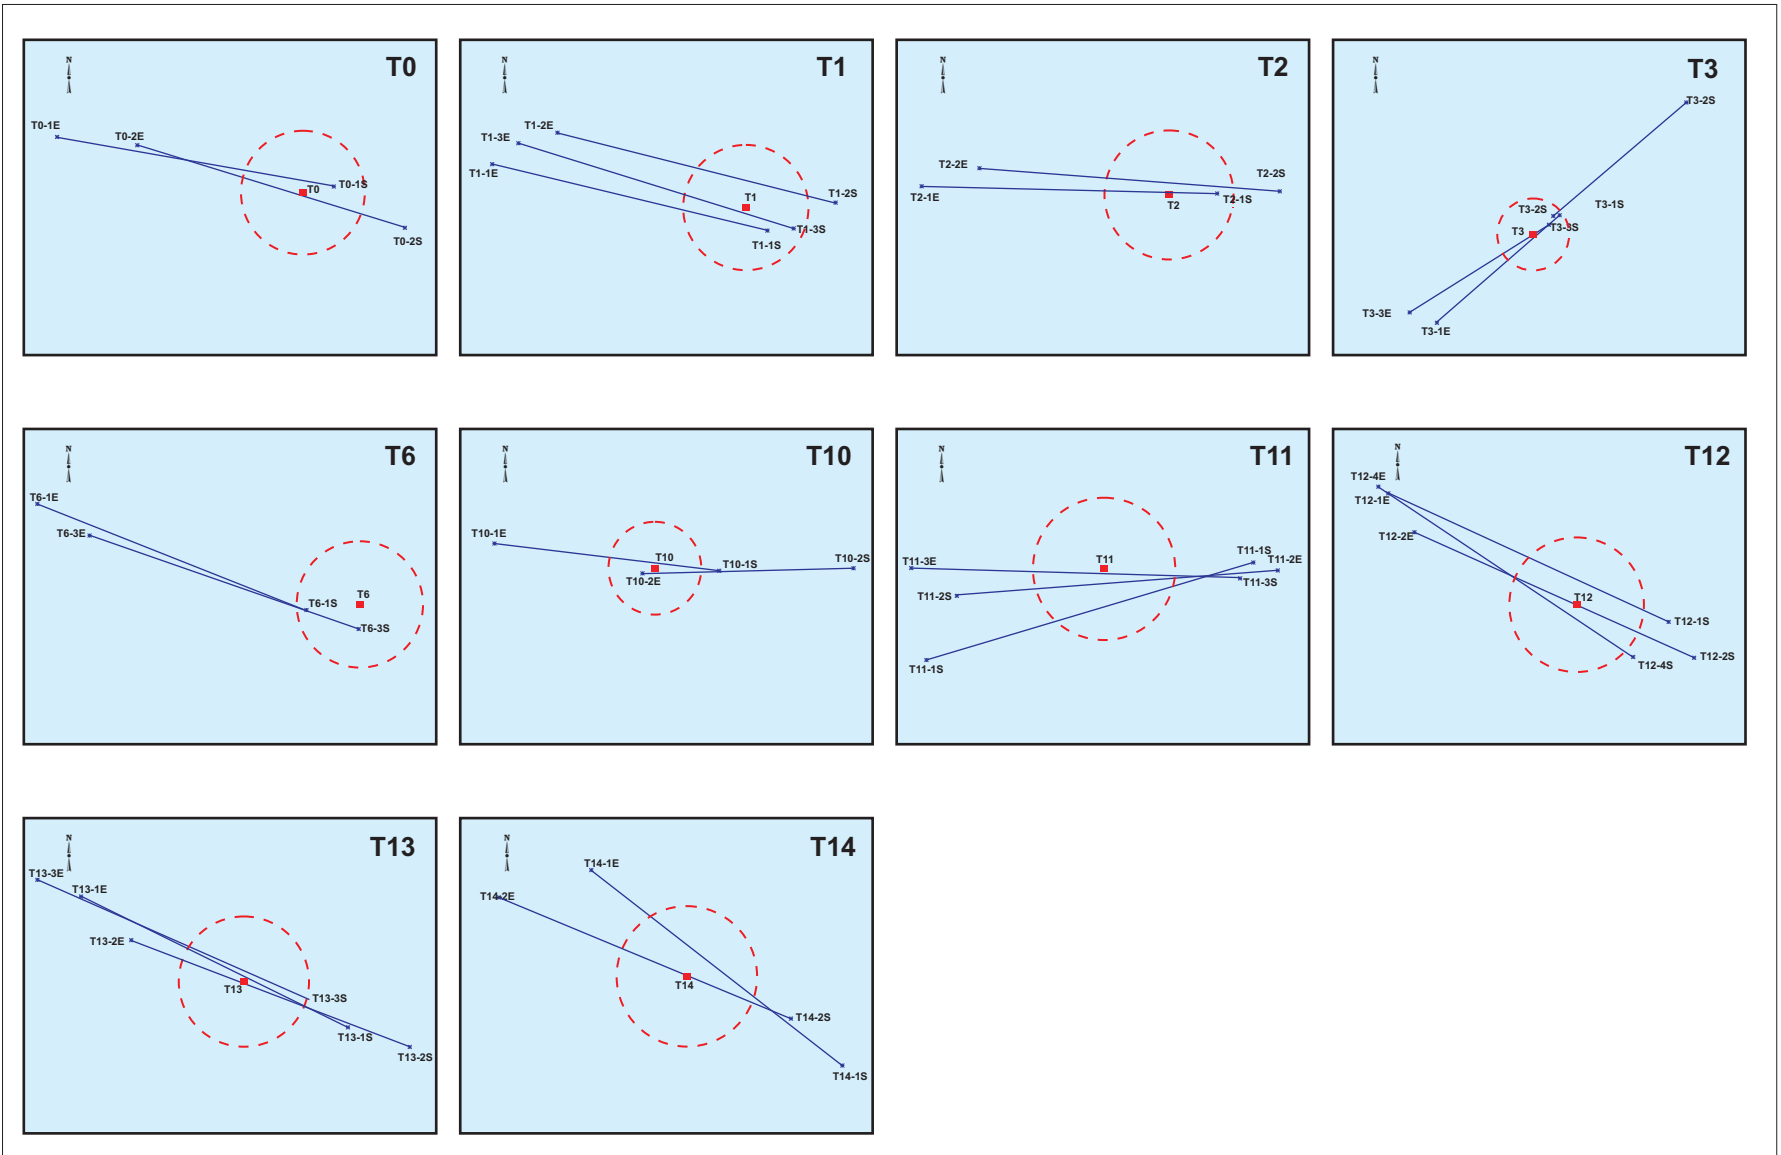 N
T0
T0-1E
T0-2E
T0-1S
T0
T0-2S
N
T1
T1-2E
T1-3E
T1-1E
T1-2S
T1
T1-3S
T1-1S
N
T2
T2-2E
T2-2S
T2-1E
T2-1S
T2
N
T3
T3-2S
T3-1S
T3-2S
T3-3S
T3
T3-3E
T3-1E
N
T6
T6-1E
T6-3E
T6
T6-1S
T6-3S
N
T10
T10-1E
T10
T10-1S
T10-2S
T10-2E
N
T11
T11-1S
T11-3E
T11
T11-2E
T11-3S
T11-2S
T11-1S
N
T12
T12-4E
T12-1E
T12-2E
T12
T12-1S
T12-2S
T12-4S
N
T13
T13-3E
T13-1E
T13-2E
T13
T13-3S
T13-1S
T13-2S
N
T14
T14-1E
T14-2E
T14
T14-2S
T14-1S